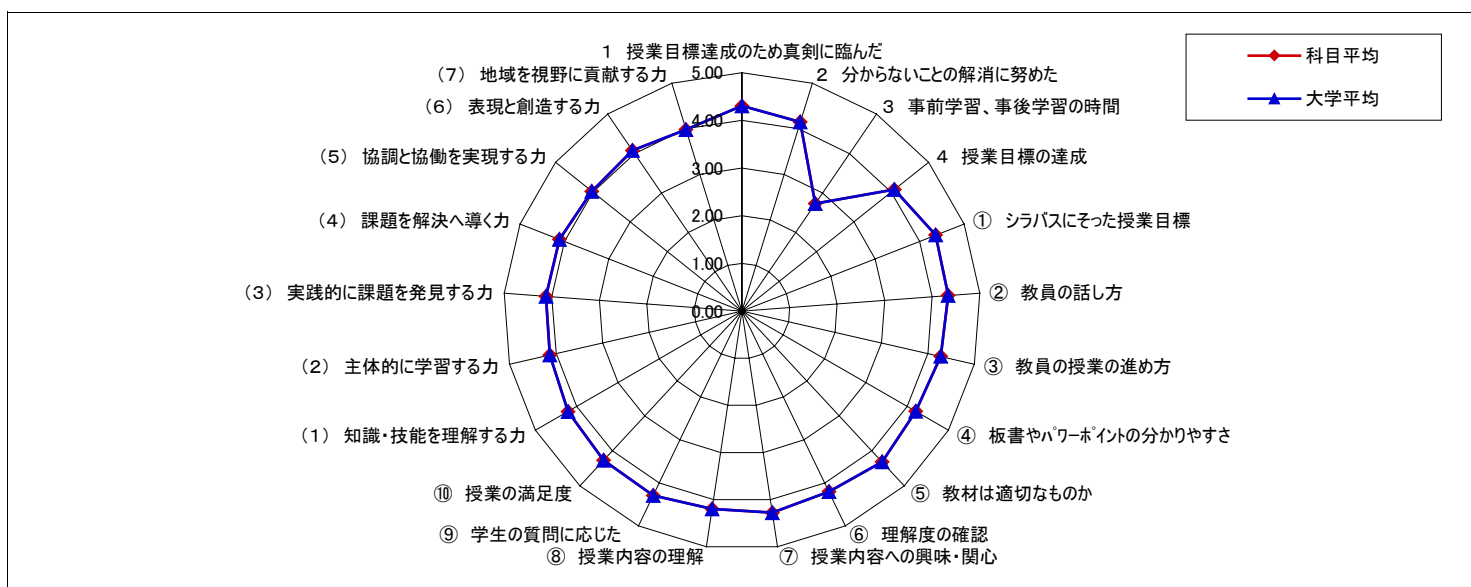 1 授業目標達成のため真剣に臨んだ
2 分からないことの解消に努めた
3 事前学習、事後学習の時間
4 授業目標の達成
① シラバスにそった授業目標
② 教員の話し方
③ 教員の授業の進め方
④ 板書やﾊﾟﾜｰﾎﾟｲﾝﾄの分かりやすさ
⑤ 教材は適切なものか
⑥ 理解度の確認
⑦ 授業内容への興味・関心
⑧ 授業内容の理解
⑨ 学生の質問に応じた
⑩ 授業の満足度
（１） 知識・技能を理解する力
（２） 主体的に学習する力
（３） 実践的に課題を発見する力
（４） 課題を解決へ導く力
（５） 協調と協働を実現する力
（６） 表現と創造する力
（７） 地域を視野に貢献する力
5.00
4.00
3.00
2.00
1.00
0.00
科目平均
大学平均